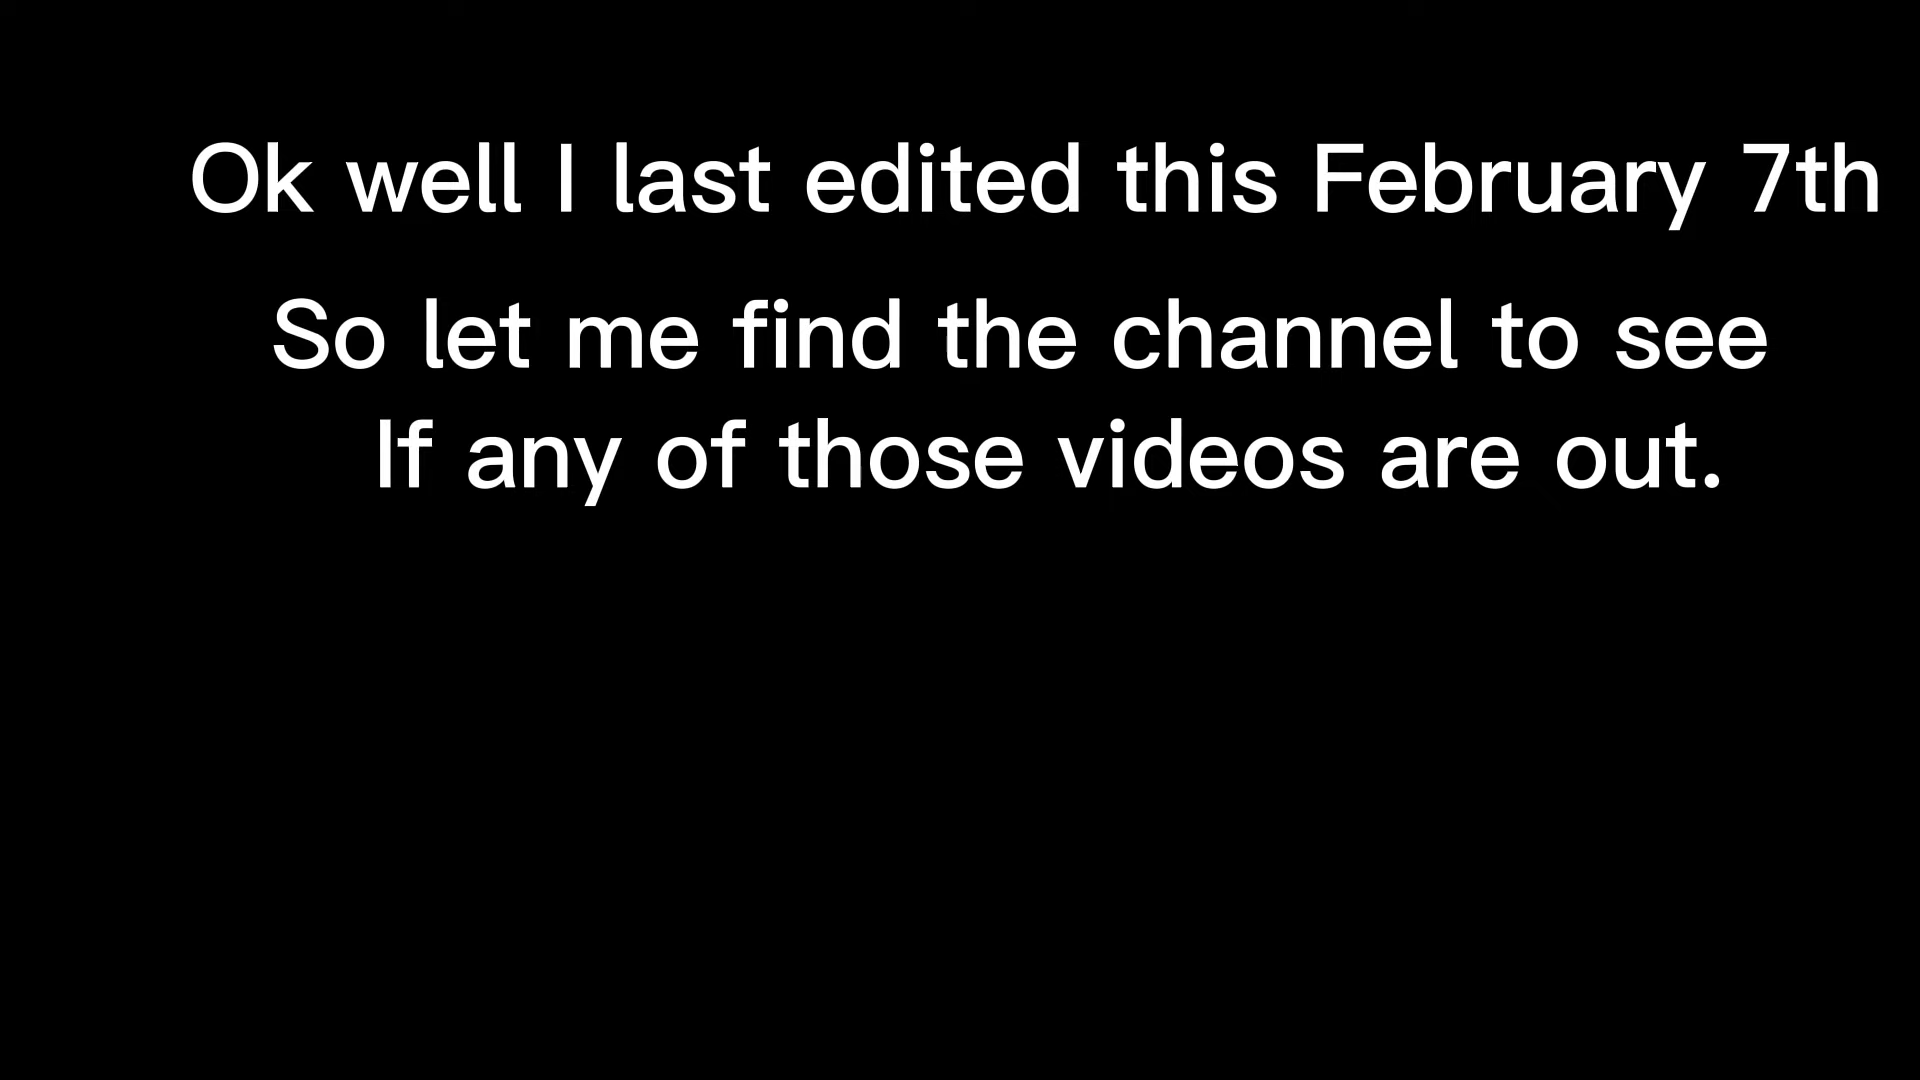 Ok well I last edited this February 7th
So let me find the channel to see
If any of those videos are out.